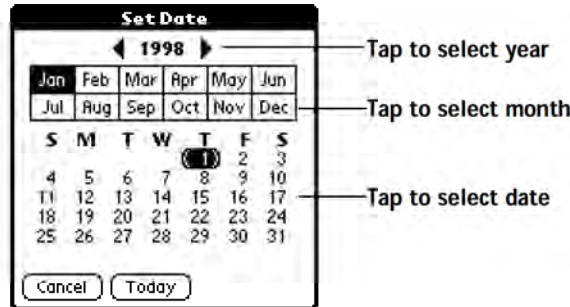 Set Date
1998
Tap to select year
Jan Feb Mar Apr May Jun
Jul Aug Sep Oct Nov Dec
Tap to select month
S M T W T F S
1 2 3
4 5 6 7 8 9 10
11 12 13 14 15 16 17
Tap to select date
18 19 20 21 22 23 24
25 26 27 28 29 30 31
Cancel Today